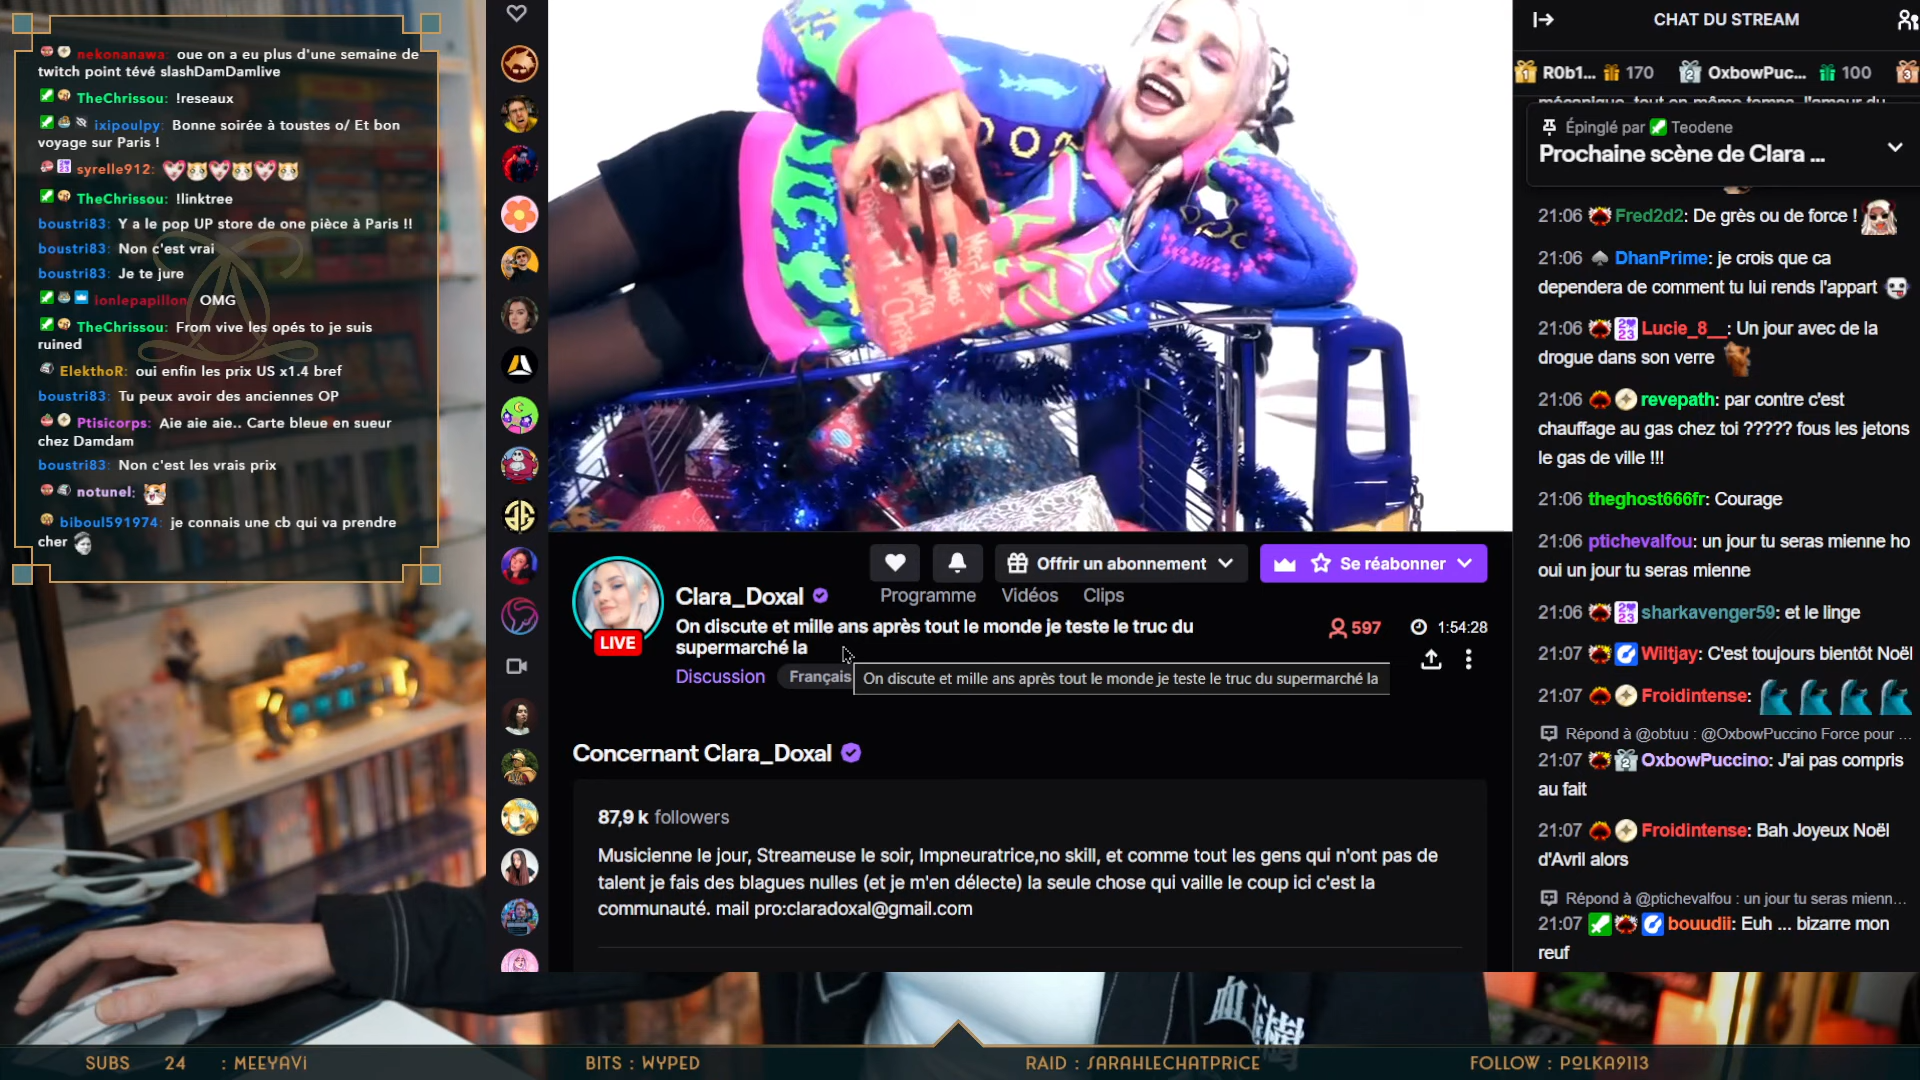 nekonanawa: oue on a eu plus d'une semaine de
twitch point tévé slashDamDamlive
TheChrissou: !reseaux
ixipoulpy: Bonne soirée à toustes o/ Et bon
voyage sur Paris !
syrelle912:
TheChrissou: !linktree
boustri83: Y a le pop UP store de one pièce à Paris !!
boustri83: Non c'est vrai
boustri83: Je te jure
lonlepapillon: OMG
TheChrissou: From vive les opés to je suis
ruined
ElekthoR: oui enfin les prix US x1.4 bref
boustri83: Tu peux avoir des anciennes OP
Ptisicorps: Aie aie aie.. Carte bleue en sueur
chez Damdam
boustri83: Non c'est les vrais prix
notunel:
biboul591974: je connais une cb qui va prendre
cher
Clara_Doxal
LIVE
Offrir un abonnement
Se réabonner
Programme Vidéos Clips
On discute et mille ans après tout le monde je teste le truc du
supermarché la
597
1:54:28
Discussion Français
On discute et mille ans après tout le monde je teste le truc du supermarché la
Concernant Clara_Doxal
87,9 k followers
Musicienne le jour, Streameuse le soir, Impneuratrice,no skill, et comme tout les gens qui n'ont pas de
talent je fais des blagues nulles (et je m'en délecte) la seule chose qui vaille le coup ici c'est la
communauté. mail pro:claradoxal@gmail.com
CHAT DU STREAM
1 R0b1... 170 2 OxbowPuc... 100 3
Épinglé par Teodene
Prochaine scène de Clara ...
21:06 Fred2d2: De grès ou de force !
21:06 DhanPrime: je crois que ca
dependera de comment tu lui rends l'appart
21:06 Lucie_8__: Un jour avec de la
drogue dans son verre
21:06 revepath: par contre c'est
chauffage au gas chez toi ????? fous les jetons
le gas de ville !!!
21:06 theghost666fr: Courage
21:06 ptichevalfou: un jour tu seras mienne ho
oui un jour tu seras mienne
21:06 sharkavenger59: et le linge
21:07 Wiltjay: C'est toujours bientôt Noël
21:07 Froidintense:
Répond à @obtuu : @OxbowPuccino Force pour ...
21:07 OxbowPuccino: J'ai pas compris
au fait
21:07 Froidintense: Bah Joyeux Noël
d'Avril alors
Répond à @ptichevalfou : un jour tu seras mienn...
21:07 bouudii: Euh ... bizarre mon
reuf
SUBS 24 : MEEYAVi
BITS : WYPED
RAID : SARAHLECHATPRICE
FOLLOW : POLKA9113